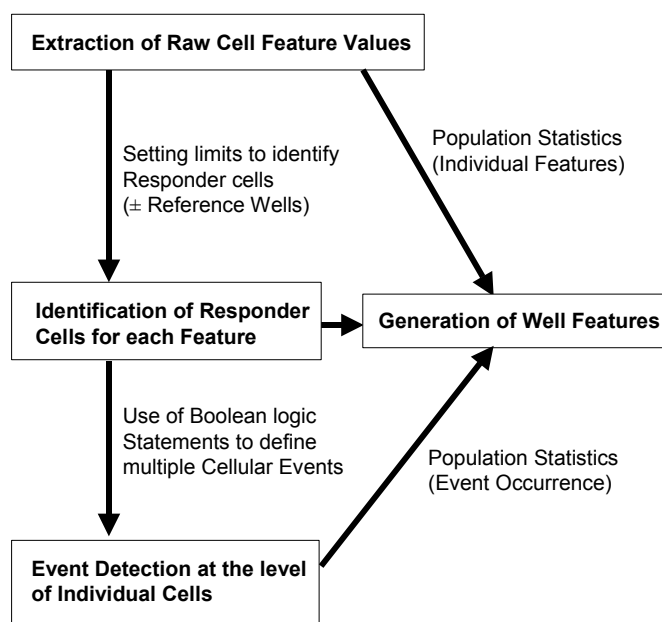 Extraction of Raw Cell Feature Values
Setting limits to identify
Responder cells
(± Reference Wells)
Population Statistics
(Individual Features)
Identification of Responder
Cells for each Feature
Generation of Well Features
Use of Boolean logic
Statements to define
multiple Cellular Events
Population Statistics
(Event Occurrence)
Event Detection at the level
of Individual Cells